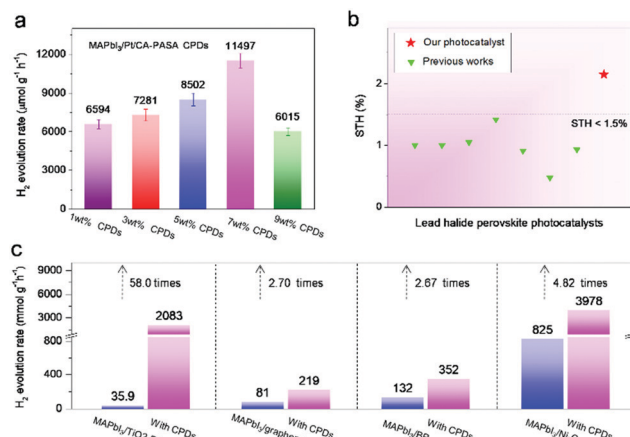 a
MAPbI₃/Pt/CA-PASA CPDs
H₂ evolution rate (μmol g⁻¹ h⁻¹)
12000
9000
6000
3000
0
6594
7281
8502
11497
6015
1wt% CPDs
3wt% CPDs
5wt% CPDs
7wt% CPDs
9wt% CPDs
b
Our photocatalyst
Previous works
STH (%)
2
1
0
STH < 1.5%
Lead halide perovskite photocatalysts
c
H₂ evolution rate (mmol g⁻¹h⁻¹)
9000
6000
3000
800
400
0
58.0 times
2.70 times
2.67 times
4.82 times
35.9
2083
81
219
132
352
825
3978
MAPbI₃/TiO2
With CPDs
MAPbI₃/graphe
With CPDs
MAPbI₃/BP
With CPDs
MAPbI₃/Ni
With CPDs